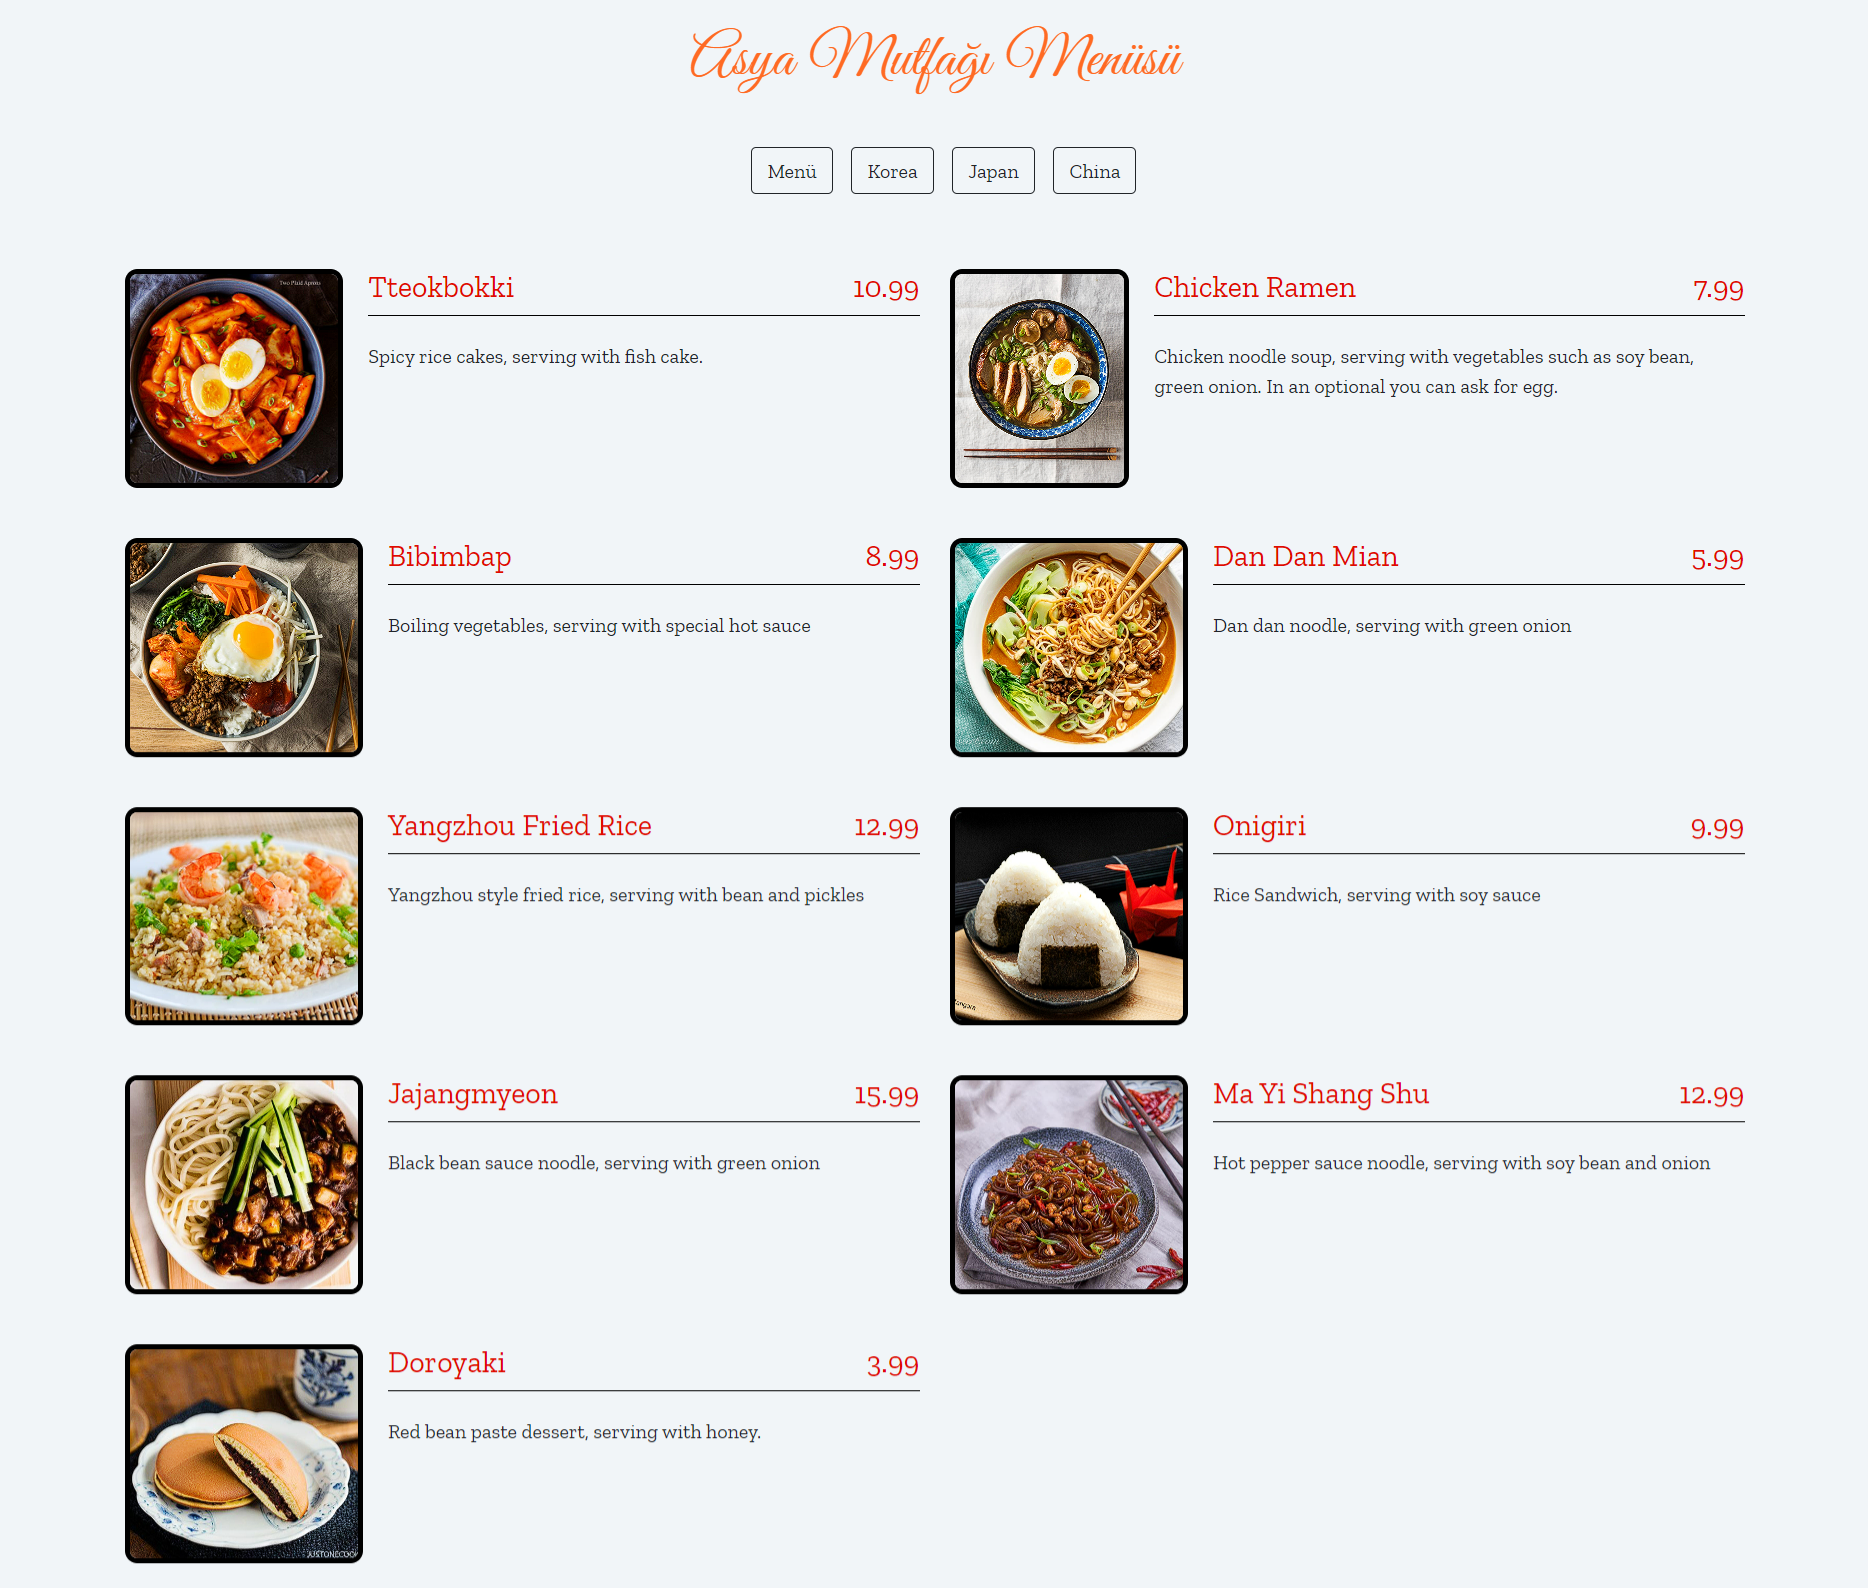 Asya Mutfağı Menüsü
Menü
Korea
Japan
China
Two Plaid Aprons
Tteokbokki
10.99
Spicy rice cakes, serving with fish cake.
Chicken Ramen
7.99
Chicken noodle soup, serving with vegetables such as soy bean,
green onion. In an optional you can ask for egg.
Bibimbap
8.99
Boiling vegetables, serving with special hot sauce
Dan Dan Mian
5.99
Dan dan noodle, serving with green onion
Yangzhou Fried Rice
12.99
Yangzhou style fried rice, serving with bean and pickles
Onigiri
9.99
Rice Sandwich, serving with soy sauce
Jajangmyeon
15.99
Black bean sauce noodle, serving with green onion
Ma Yi Shang Shu
12.99
Hot pepper sauce noodle, serving with soy bean and onion
Doroyaki
3.99
Red bean paste dessert, serving with honey.
JUSTONECOO